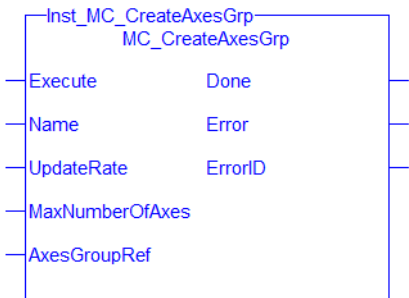 Inst_MC_CreateAxesGrp
MC_CreateAxesGrp
Execute Done
Name Error
UpdateRate ErrorID
MaxNumberOfAxes
AxesGroupRef